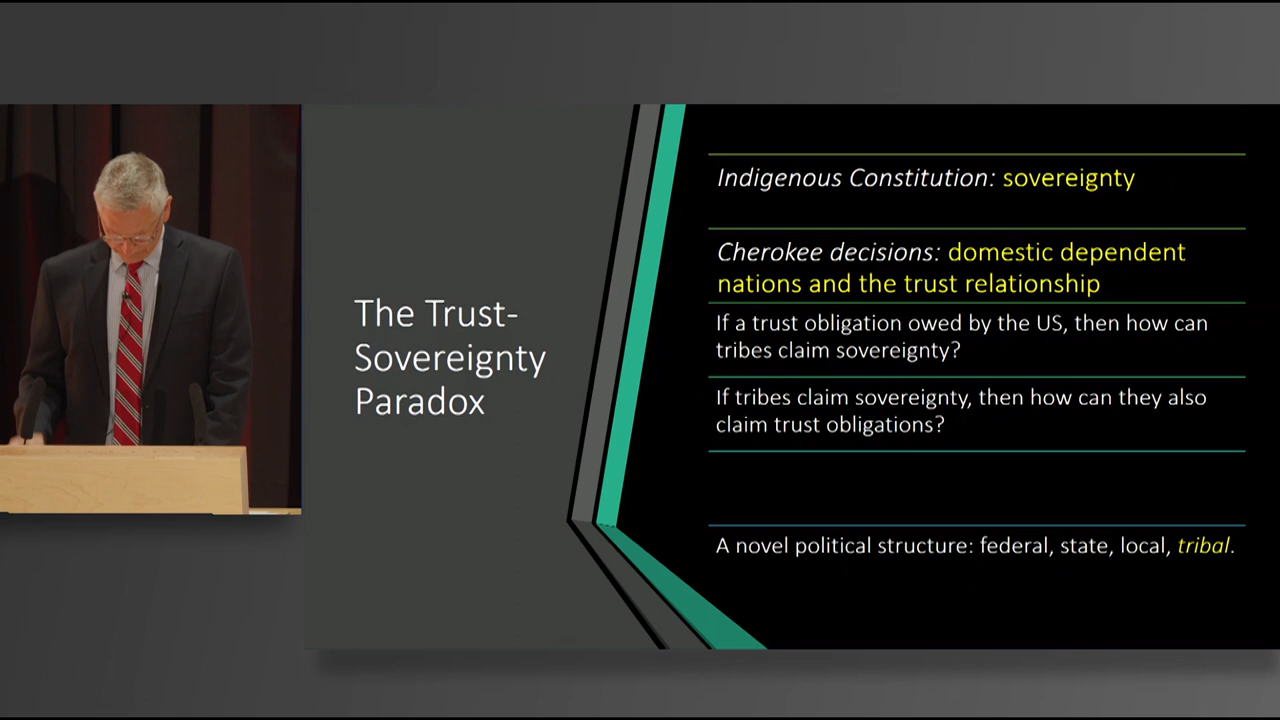 The Trust-
Sovereignty
Paradox
Indigenous Constitution: sovereignty
Cherokee decisions: domestic dependent
nations and the trust relationship
If a trust obligation owed by the US, then how can
tribes claim sovereignty?
If tribes claim sovereignty, then how can they also
claim trust obligations?
A novel political structure: federal, state, local, tribal.